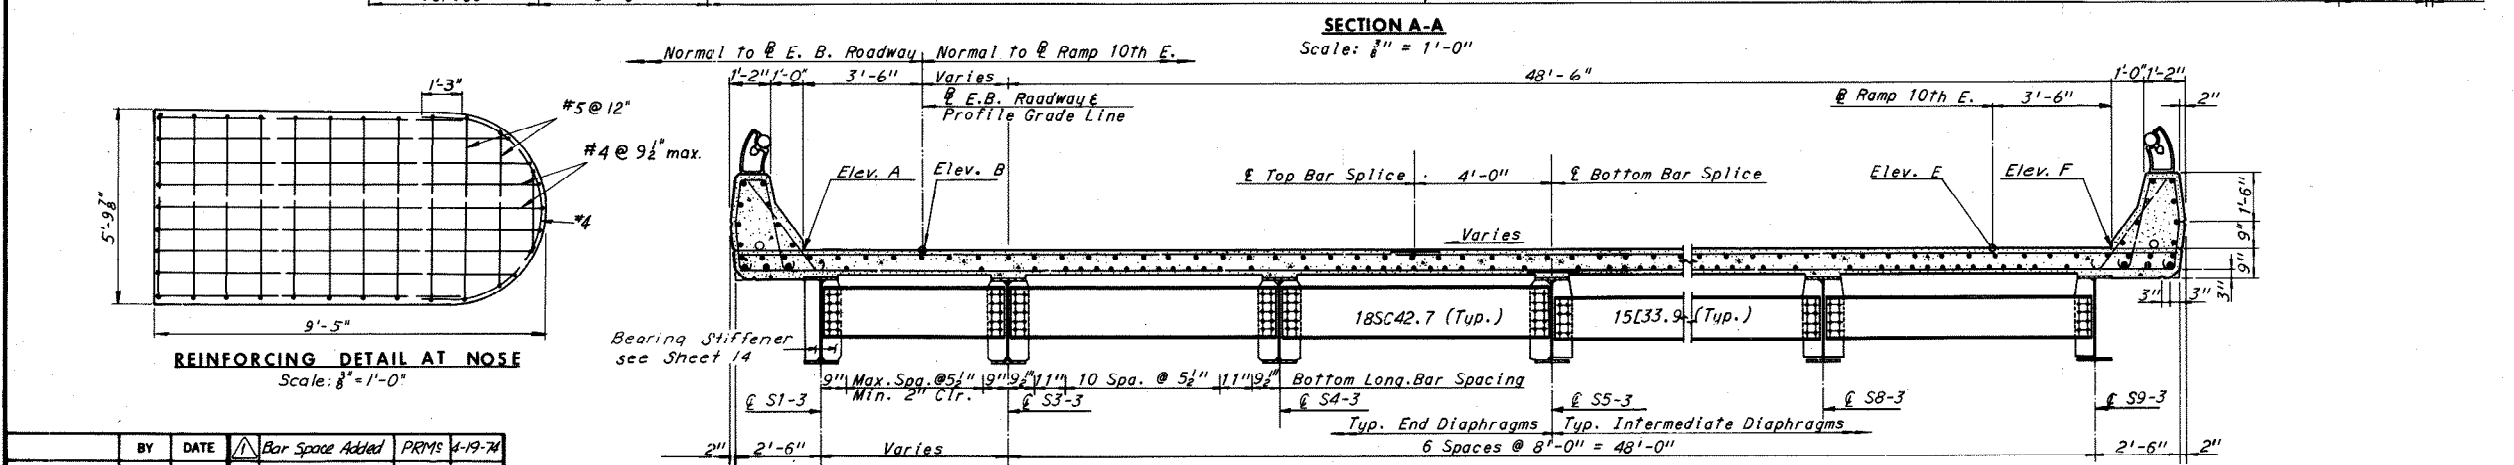 SECTION A-A
Scale: 3/8" = 1'-0"
Normal to ℄ E. B. Roadway
Normal to ℄ Ramp 10th E.
1'-2"
1'-0"
3'-6"
Varies
48'-6"
1'-0"
1'-2"
℄ E.B. Roadway &
Profile Grade Line
℄ Ramp 10th E.
3'-6"
2"
1'-3"
#5 @ 12"
#4 @ 9½" max.
#4
5'-9⅞"
9'-5"
REINFORCING DETAIL AT NOSE
Scale: 3/8" = 1'-0"
Elev. A
Elev. B
℄ Top Bar Splice
4'-0"
℄ Bottom Bar Splice
Elev. E
Elev. F
Varies
1'-6"
9"
9"
3"
3"
3"
18SC42.7 (Typ.)
15[33.9 (Typ.)
Bearing Stiffener
see Sheet 14
9"
Max. Spa. @ 5½"
Min. 2" Clr.
9"
9½"
11"
10 Spa. @ 5½"
11"
9½"
Bottom Long. Bar Spacing
℄ S1-3
℄ S3-3
℄ S4-3
℄ S5-3
℄ S8-3
℄ S9-3
Typ. End Diaphragms
Typ. Intermediate Diaphragms
2"
2'-6"
Varies
6 Spaces @ 8'-0" = 48'-0"
2'-6"
2"
BY
DATE
1
Bar Space Added
PRMS
4-19-74